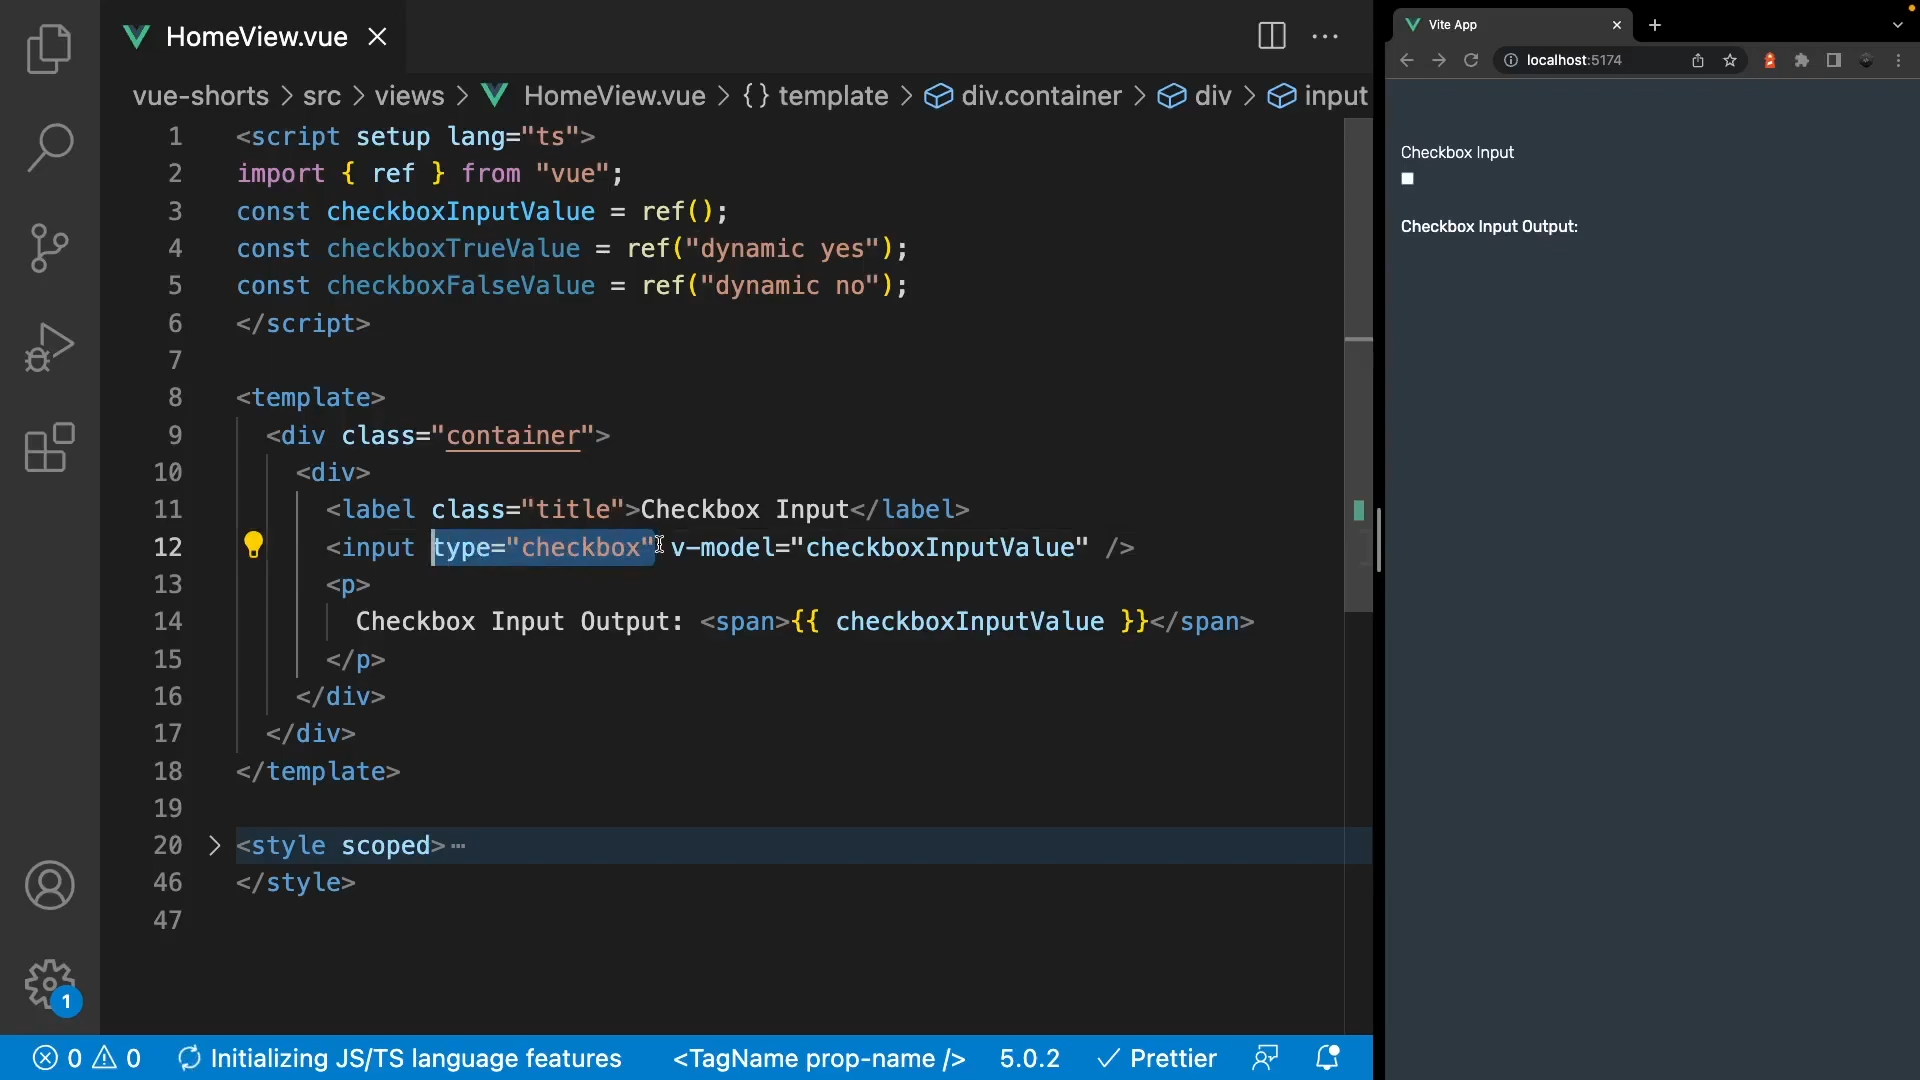 HomeView.vue
vue-shorts > src > views > HomeView.vue > {} template > div.container > div > input
1 <script setup lang="ts">
2 import { ref } from "vue";
3 const checkboxInputValue = ref();
4 const checkboxTrueValue = ref("dynamic yes");
5 const checkboxFalseValue = ref("dynamic no");
6 </script>
7
8 <template>
9 <div class="container">
10 <div>
11 <label class="title">Checkbox Input</label>
12 <input type="checkbox" v-model="checkboxInputValue" />
13 <p>
14 Checkbox Input Output: <span>{{ checkboxInputValue }}</span>
15 </p>
16 </div>
17 </div>
18 </template>
19
20 <style scoped>⋯
46 </style>
47
1
0 0 Initializing JS/TS language features <TagName prop-name /> 5.0.2 Prettier
Vite App
localhost:5174
Checkbox Input
Checkbox Input Output: